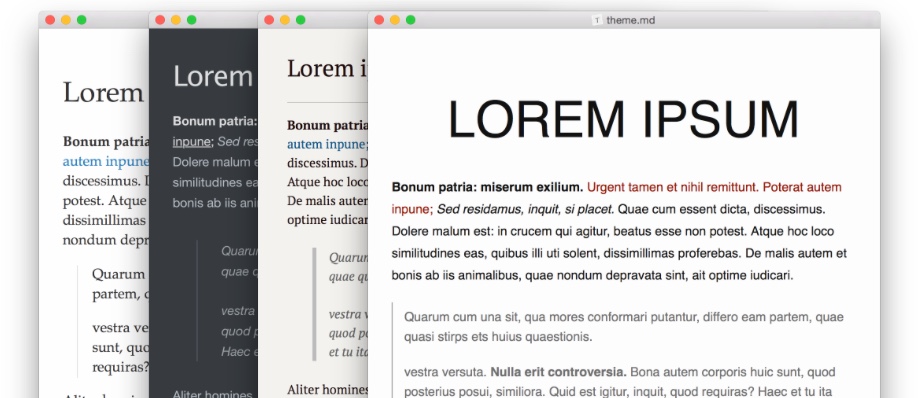 theme.md
Lorem
Bonum patria
autem inpune
discessimus.
potest. Atque
dissimillimas
nondum depr
Quarum
partem,
vestra ve
sunt, quo
requiras?
Lorem
Bonum patria:
inpune; Sed res
Dolere malum e
similitudines ea
bonis ab iis ani
Quarum
quae q
vestra
quod p
Haec e
Aliter homines
Lorem i
Bonum patria
autem inpune;
discessimus. D
Atque hoc loco
De malis auten
optime iudicar
Quarum
quae qu
vestra v
quod po
et tu ita
Aliter homines
LOREM IPSUM
Bonum patria: miserum exilium. Urgent tamen et nihil remittunt. Poterat autem
inpune; Sed residamus, inquit, si placet. Quae cum essent dicta, discessimus.
Dolere malum est: in crucem qui agitur, beatus esse non potest. Atque hoc loco
similitudines eas, quibus illi uti solent, dissimillimas proferebas. De malis autem et
bonis ab iis animalibus, quae nondum depravata sint, ait optime iudicari.
Quarum cum una sit, qua mores conformari putantur, differo eam partem, quae
quasi stirps ets huius quaestionis.
vestra versuta. Nulla erit controversia. Bona autem corporis huic sunt, quod
posterius posui, similiora. Quid est igitur, inquit, quod requiras? Haec et tu ita